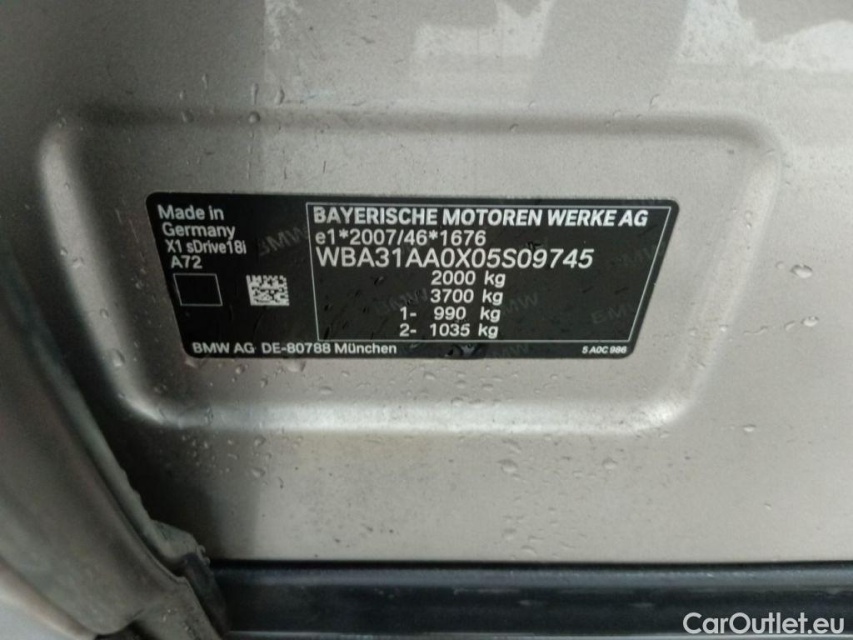 Made in
Germany
X1 sDrive18i
A72
BAYERISCHE MOTOREN WERKE AG
e1*2007/46*1676
WBA31AA0X05S09745
2000 kg
3700 kg
1- 990 kg
2- 1035 kg
BMW AG DE-80788 München
5 A0C 986
CarOutlet.eu